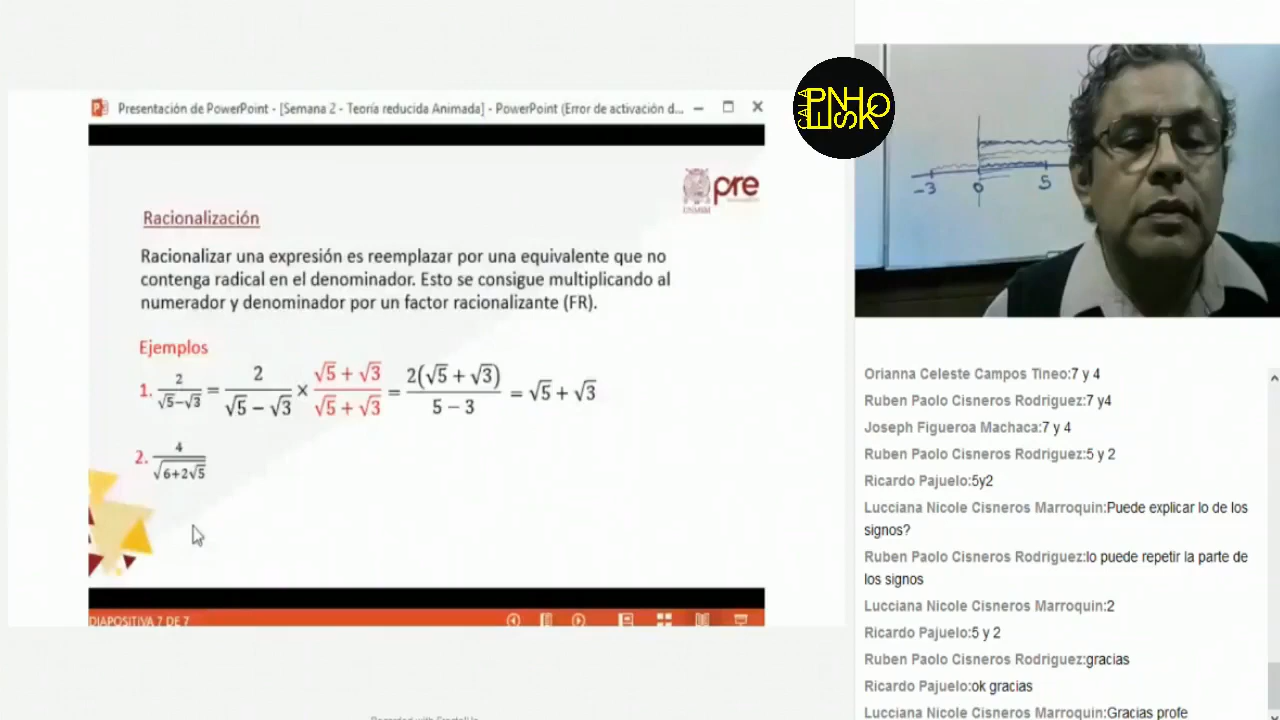 Presentación de PowerPoint - [Semana 2 - Teoría reducida Animada] - PowerPoint (Error de activación d...
CALA
PNHO
ESK
UNMSM
pre
Racionalización
Racionalizar una expresión es reemplazar por una equivalente que no
contenga radical en el denominador. Esto se consigue multiplicando al
numerador y denominador por un factor racionalizante (FR).
Ejemplos
1. 2/(√5−√3) = 2/(√5 − √3) × (√5 + √3)/(√5 + √3) = 2(√5 + √3)/(5 − 3) = √5 + √3
2. 4/√(6+2√5)
DIAPOSITIVA 7 DE 7
-3 0 5
Orianna Celeste Campos Tineo:7 y 4
Ruben Paolo Cisneros Rodriguez:7 y4
Joseph Figueroa Machaca:7 y 4
Ruben Paolo Cisneros Rodriguez:5 y 2
Ricardo Pajuelo:5y2
Lucciana Nicole Cisneros Marroquin:Puede explicar lo de los
signos?
Ruben Paolo Cisneros Rodriguez:lo puede repetir la parte de
los signos
Lucciana Nicole Cisneros Marroquin:2
Ricardo Pajuelo:5 y 2
Ruben Paolo Cisneros Rodriguez:gracias
Ricardo Pajuelo:ok gracias
Lucciana Nicole Cisneros Marroquin:Gracias profe